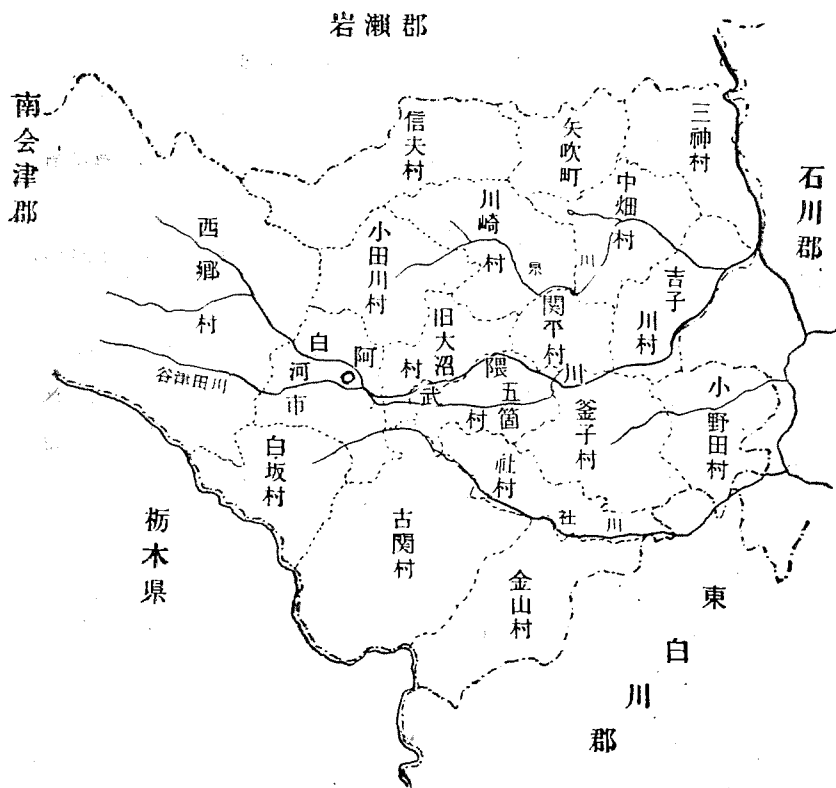 岩瀬郡
南会津郡
石川郡
栃木県
東白川郡
信夫村
矢吹町
三神村
中畑村
川崎村
小田川村
西郷村
泉川
関平村
吉子川村
旧大沼村
白河市
阿武隈川
五箇村
谷津田川
釜子村
小野田村
白坂村
社村
社川
古関村
金山村